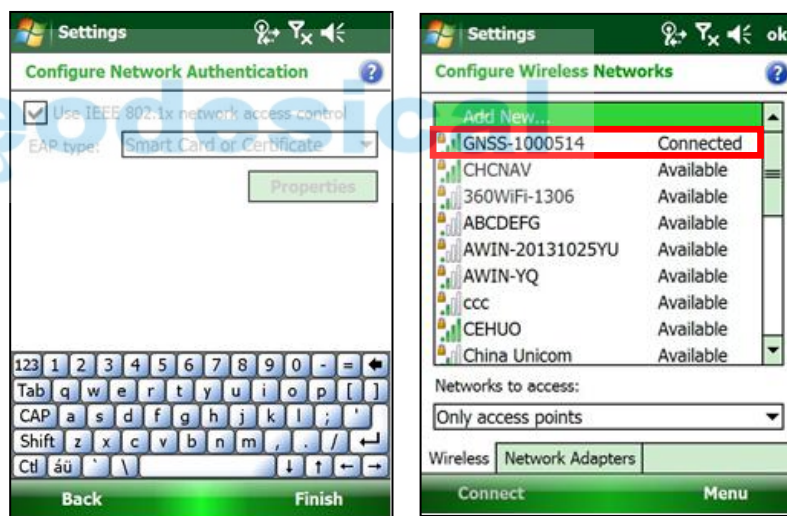 Settings
Configure Network Authentication
Use IEEE 802.1x network access control
EAP type: Smart Card or Certificate
Properties
123 1 2 3 4 5 6 7 8 9 0 - =
Tab q w e r t y u i o p [ ]
CAP a s d f g h j k l ; '
Shift z x c v b n m , . /
Ctl áü ` \
Back Finish
Settings ok
Configure Wireless Networks
Add New...
GNSS-1000514 Connected
CHCNAV Available
360WiFi-1306 Available
ABCDEFG Available
AWIN-20131025YU Available
AWIN-YQ Available
ccc Available
CEHUO Available
China Unicom Available
Networks to access:
Only access points
Wireless Network Adapters
Connect Menu